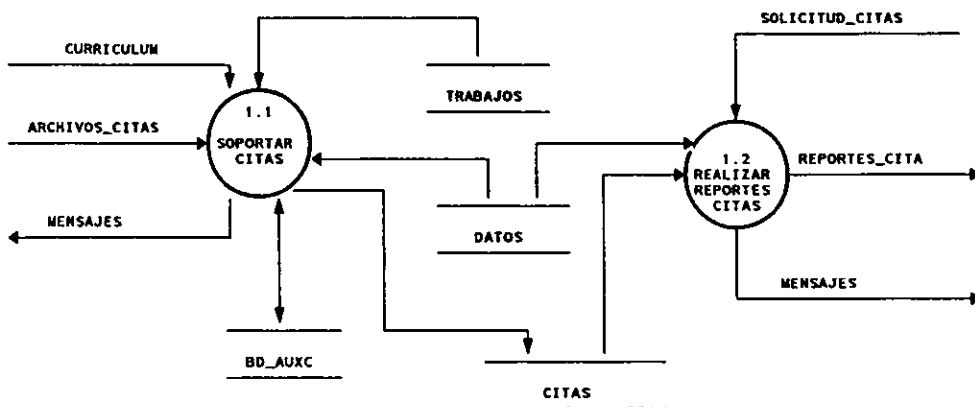 SOLICITUD_CITAS
CURRICULUM
TRABAJOS
1.1
SOPORTAR
CITAS
ARCHIVOS_CITAS
1.2
REALIZAR
REPORTES
CITAS
REPORTES_CITA
MENSAJES
DATOS
MENSAJES
BD_AUXC
CITAS